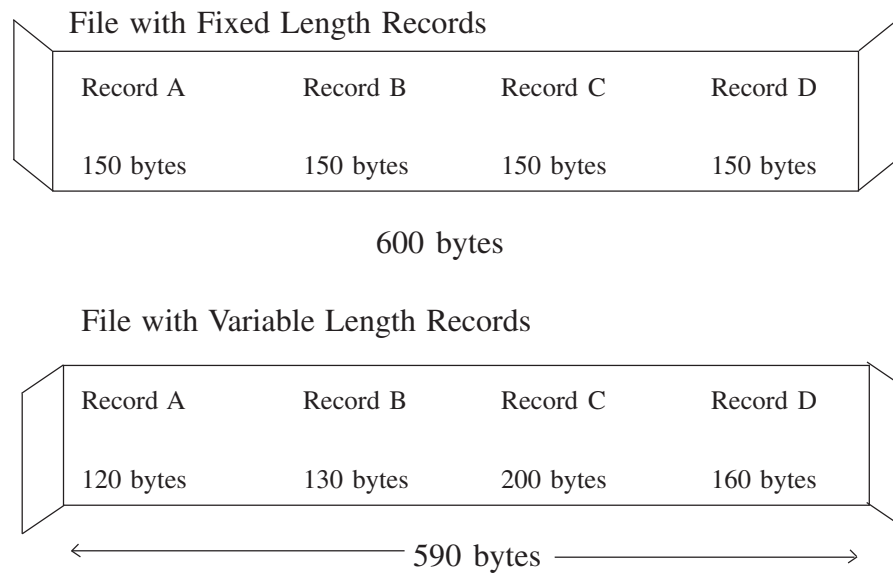 File with Fixed Length Records
Record A Record B Record C Record D
150 bytes 150 bytes 150 bytes 150 bytes
600 bytes
File with Variable Length Records
Record A Record B Record C Record D
120 bytes 130 bytes 200 bytes 160 bytes
590 bytes